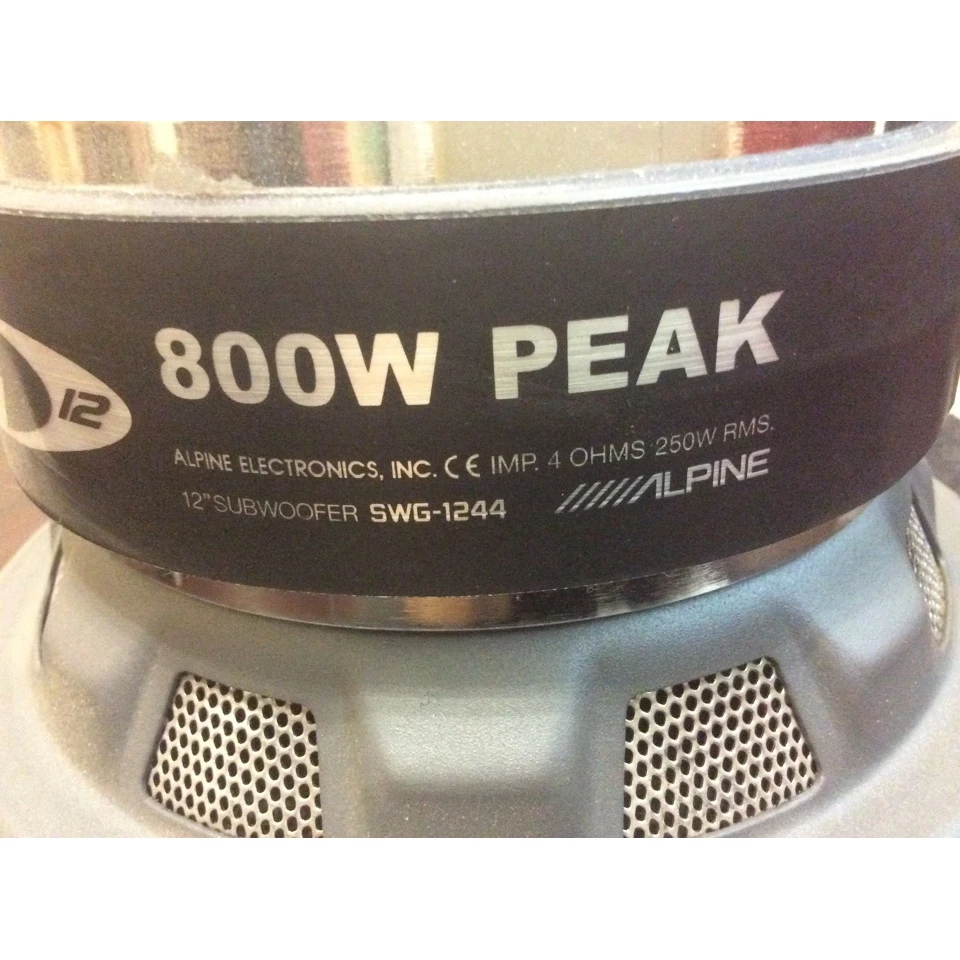 800W PEAK
12
ALPINE ELECTRONICS, INC. CE IMP. 4 OHMS 250W RMS.
12" SUBWOOFER SWG-1244 ALPINE